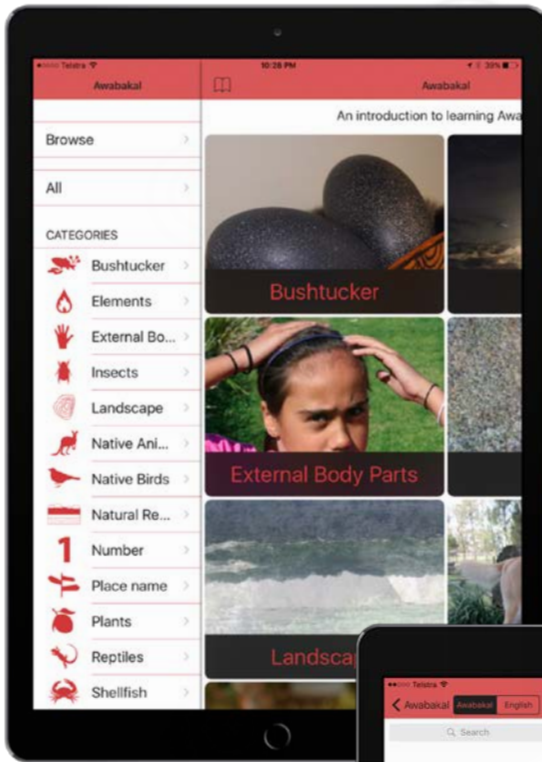 Telstra 10:28 PM 39%
Awabakal
Awabakal
An introduction to learning Awa
Browse
All
CATEGORIES
Bushtucker
Elements
External Bo...
Insects
Landscape
Native Ani...
Native Birds
Natural Re...
1 Number
Place name
Plants
Reptiles
Shellfish
Bushtucker
External Body Parts
Landscap
Telstra
Awabakal Awabakal English
Search